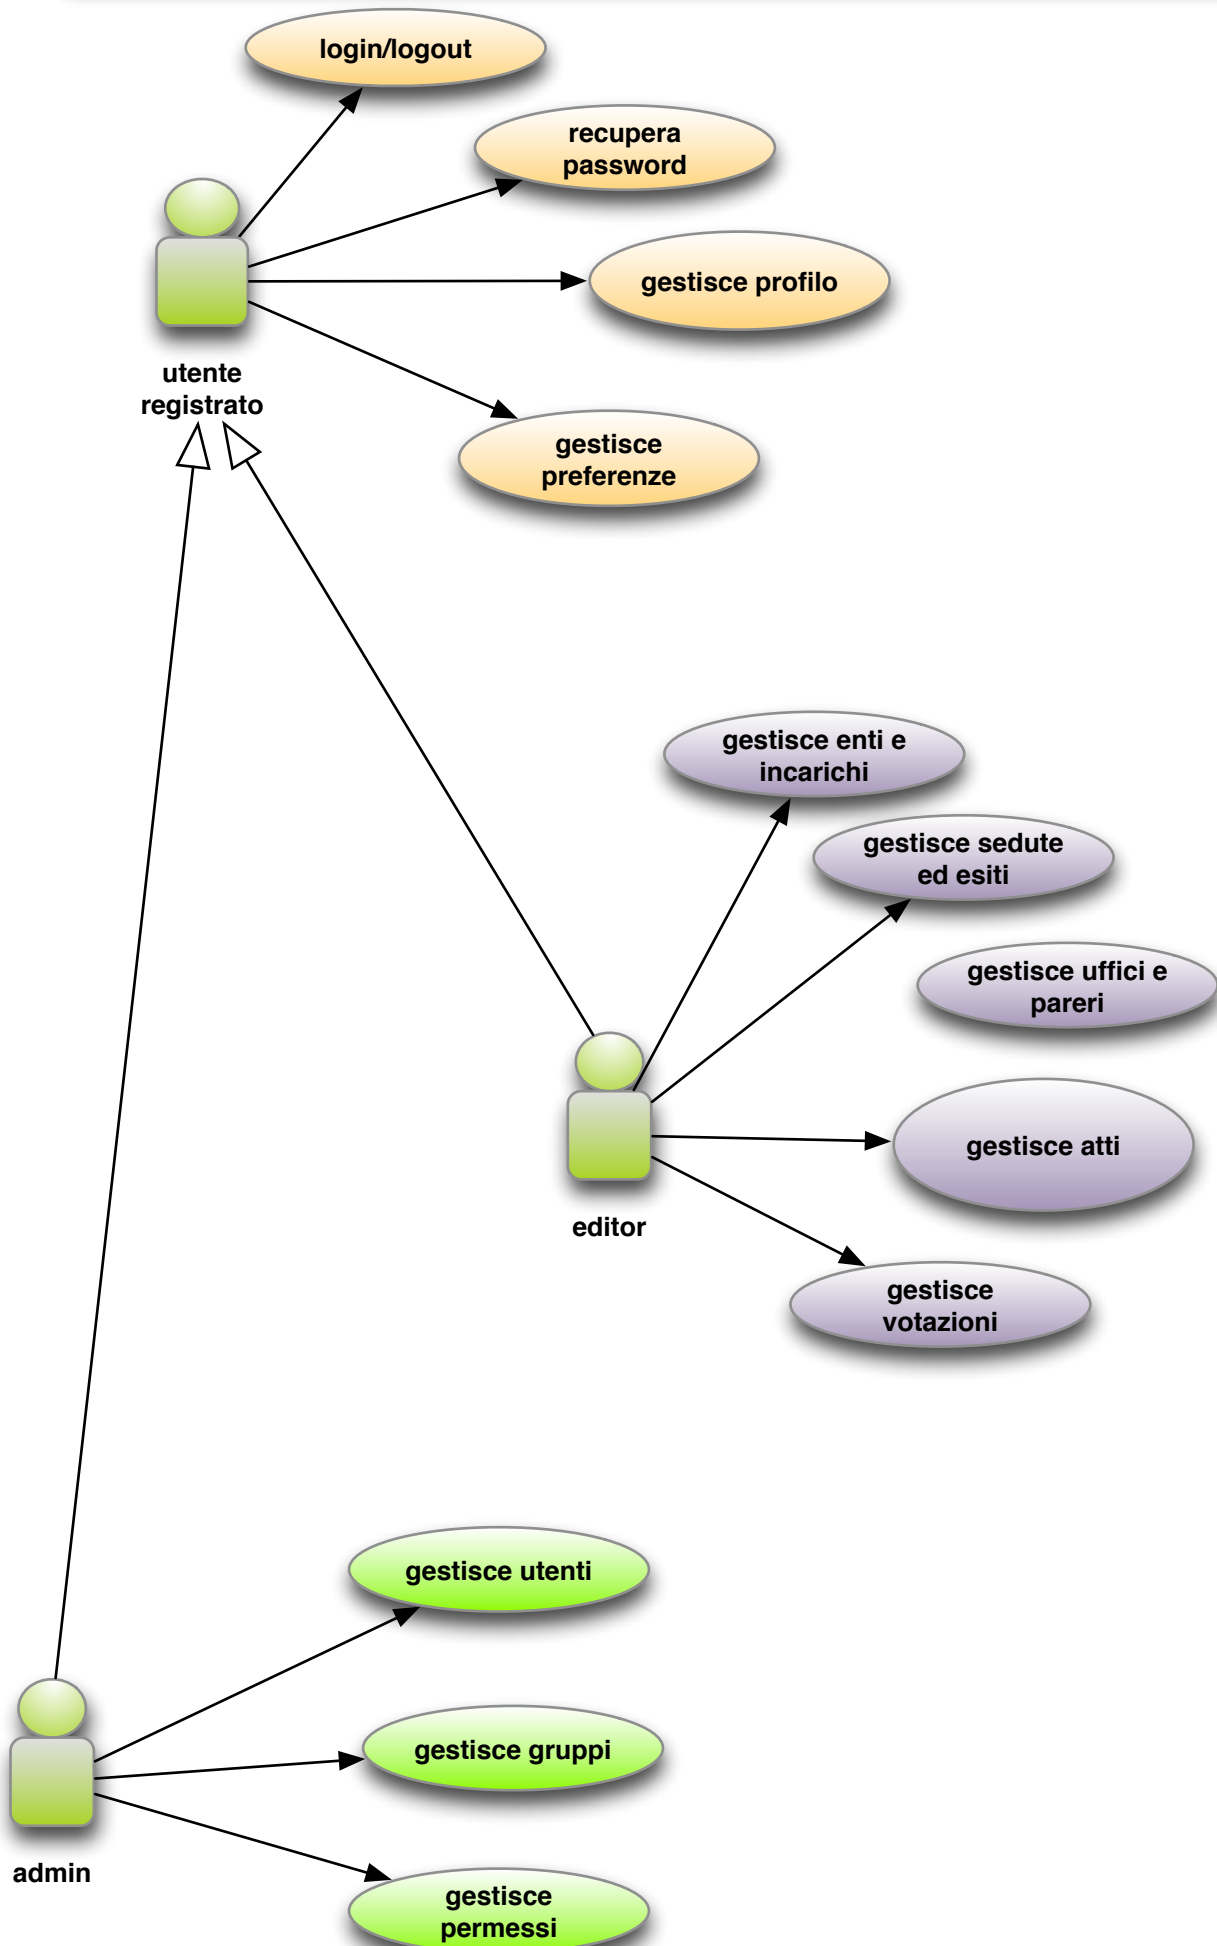 login/logout
recupera
password
gestisce profilo
utente
registrato
gestisce
preferenze
gestisce enti e
incarichi
gestisce sedute
ed esiti
gestisce uffici e
pareri
gestisce atti
editor
gestisce
votazioni
gestisce utenti
gestisce gruppi
admin
gestisce
permessi